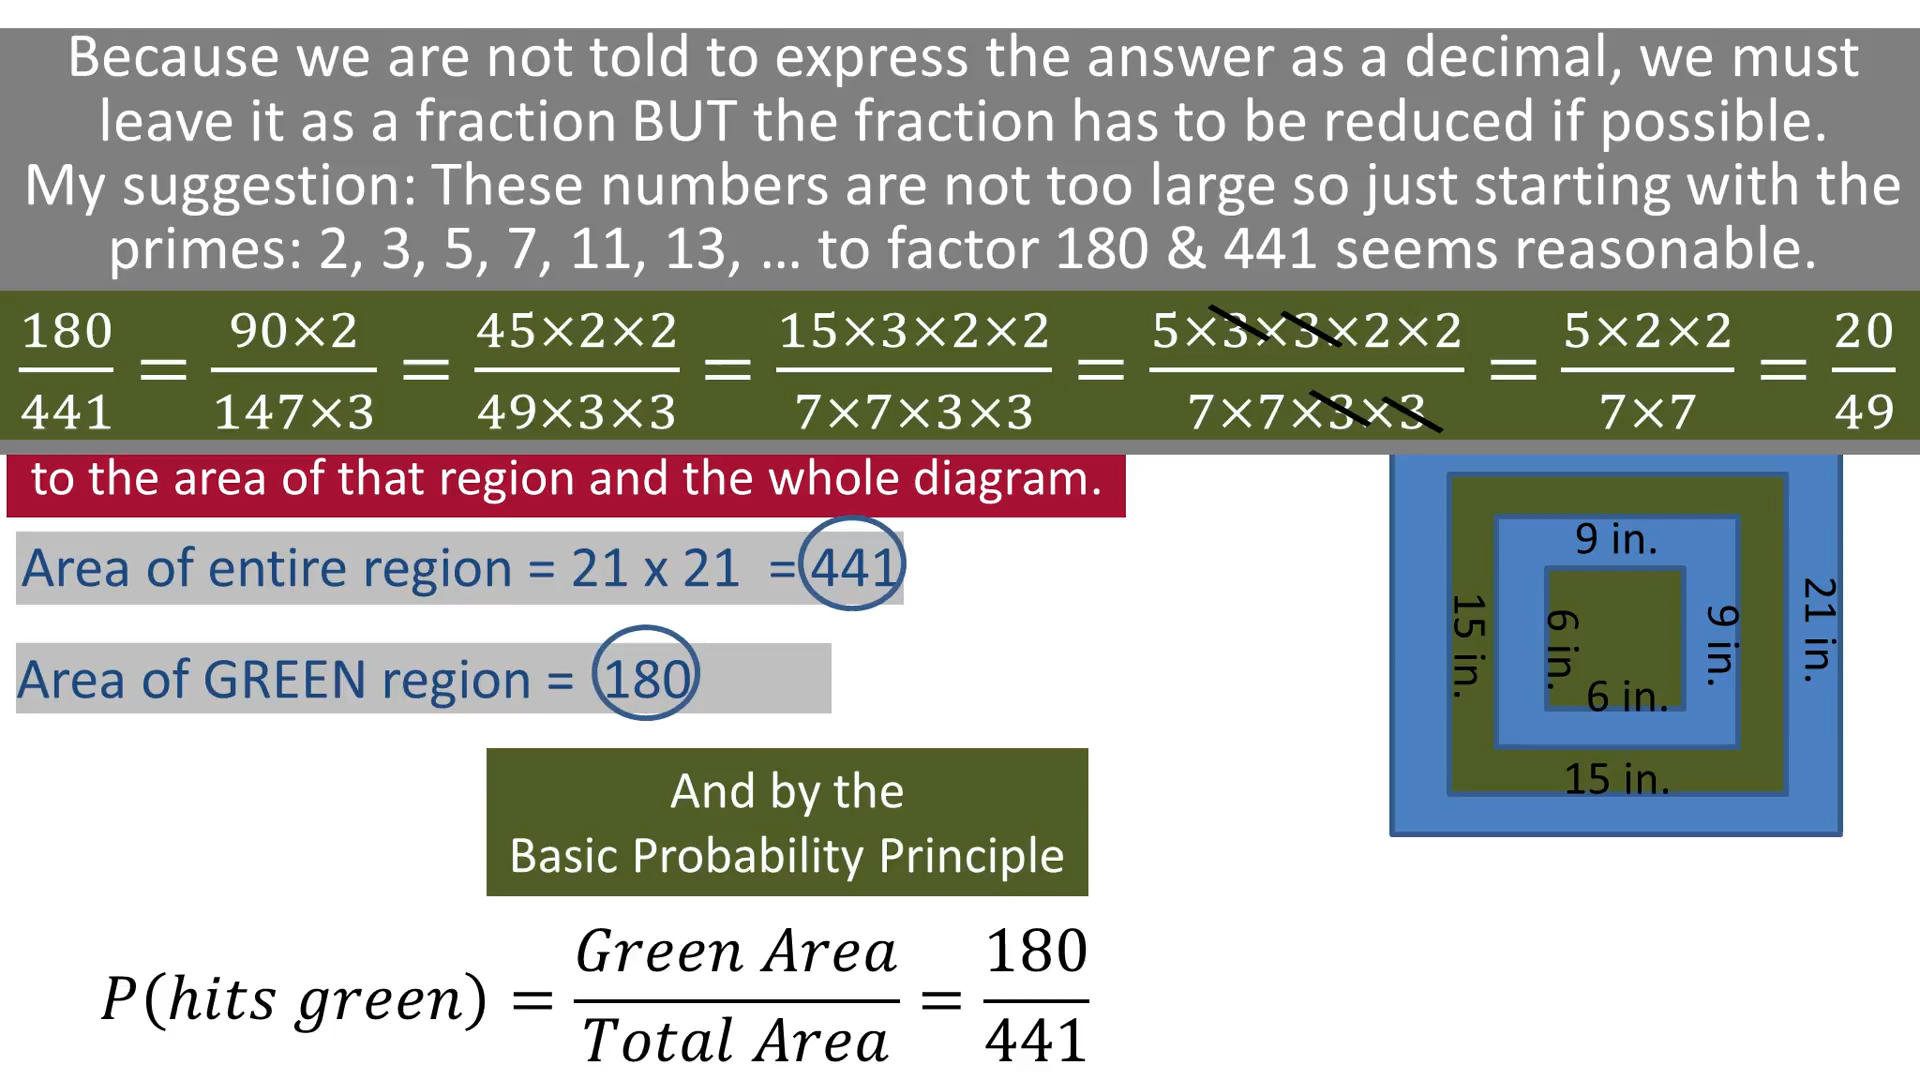 Because we are not told to express the answer as a decimal, we must
leave it as a fraction BUT the fraction has to be reduced if possible.
My suggestion: These numbers are not too large so just starting with the
primes: 2, 3, 5, 7, 11, 13, ... to factor 180 & 441 seems reasonable.
180/441 = 90×2/147×3 = 45×2×2/49×3×3 = 15×3×2×2/7×7×3×3 = 5×3×3×2×2/7×7×3×3 = 5×2×2/7×7 = 20/49
to the area of that region and the whole diagram.
Area of entire region = 21 x 21 = 441
Area of GREEN region = 180
9 in.
15 in.
6 in.
9 in.
21 in.
6 in.
15 in.
And by the
Basic Probability Principle
P(hits green) = Green Area/Total Area = 180/441